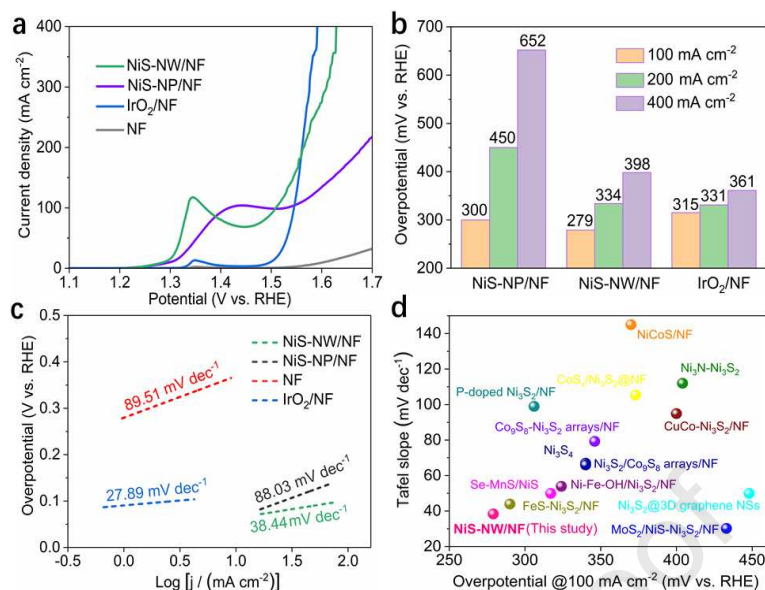 a
400
300
200
100
0
Current density (mA cm⁻²)
NiS-NW/NF
NiS-NP/NF
IrO₂/NF
NF
1.1 1.2 1.3 1.4 1.5 1.6 1.7
Potential (V vs. RHE)
b
700
600
500
400
300
200
Overpotential (mV vs. RHE)
100 mA cm⁻²
200 mA cm⁻²
400 mA cm⁻²
300 450 652
279 334 398
315 331 361
NiS-NP/NF NiS-NW/NF IrO₂/NF
c
0.5
0.4
0.3
0.2
0.1
0.0
Overpotential (V vs. RHE)
NiS-NW/NF
NiS-NP/NF
NF
IrO₂/NF
89.51 mV dec⁻¹
27.89 mV dec⁻¹
88.03 mV dec⁻¹
38.44 mV dec⁻¹
-0.5 0.0 0.5 1.0 1.5 2.0
Log [j / (mA cm⁻²)]
d
140
120
100
80
60
40
20
Tafel slope (mV dec⁻¹)
NiCoS/NF
Ni₃N-Ni₃S₂
CoSₓ/Ni₃S₂@NF
P-doped Ni₃S₂/NF
CuCo-Ni₃S₂/NF
Co₉S₈-Ni₃S₂ arrays/NF
Ni₃S₄
Ni₃S₂/Co₉S₈ arrays/NF
Se-MnS/NiS
Ni-Fe-OH/Ni₃S₂/NF
FeS-Ni₃S₂/NF
Ni₃S₂@3D graphene NSs
NiS-NW/NF (This study)
MoS₂/NiS-Ni₃S₂/NF
250 300 350 400 450
Overpotential @100 mA cm⁻² (mV vs. RHE)